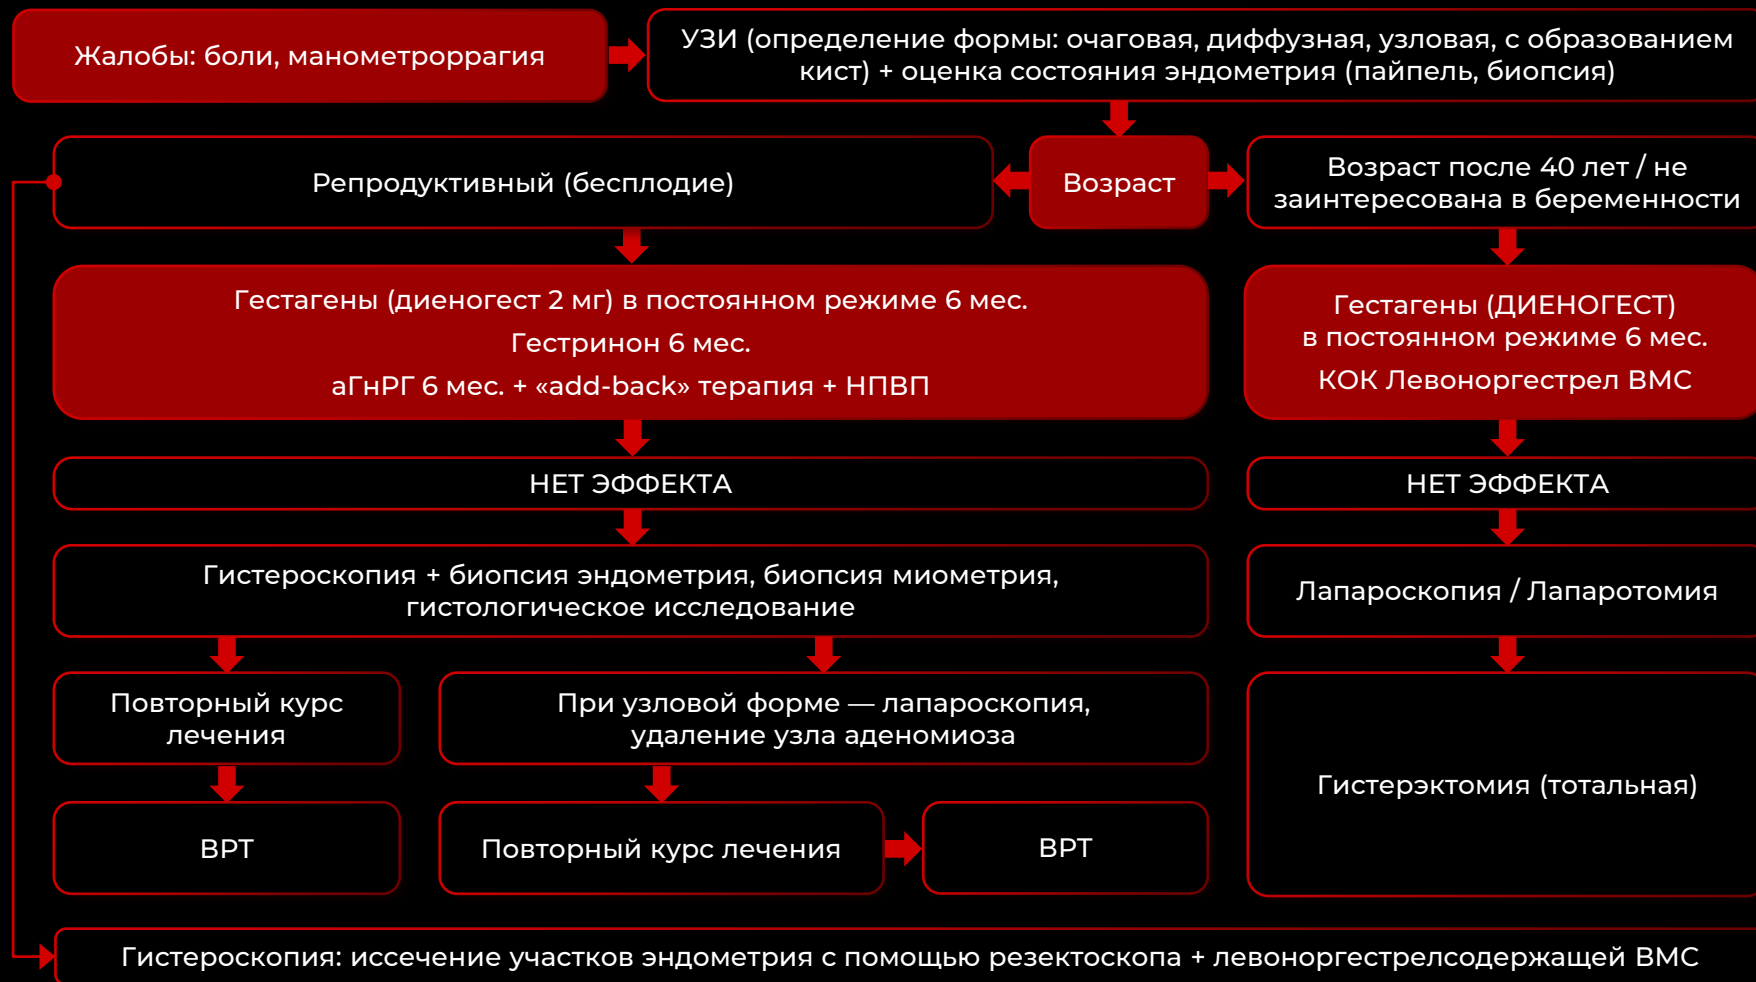 Жалобы: боли, манометроррагия
УЗИ (определение формы: очаговая, диффузная, узловая, с образованием
кист) + оценка состояния эндометрия (пайпель, биопсия)
Репродуктивный (бесплодие)
Возраст
Возраст после 40 лет / не
заинтересована в беременности
Гестагены (диеногест 2 мг) в постоянном режиме 6 мес.
Гестринон 6 мес.
аГнРГ 6 мес. + «add-back» терапия + НПВП
Гестагены (ДИЕНОГЕСТ)
в постоянном режиме 6 мес.
КОК Левоноргестрел ВМС
НЕТ ЭФФЕКТА
НЕТ ЭФФЕКТА
Гистероскопия + биопсия эндометрия, биопсия миометрия,
гистологическое исследование
Лапароскопия / Лапаротомия
Повторный курс
лечения
При узловой форме — лапароскопия,
удаление узла аденомиоза
Гистерэктомия (тотальная)
ВРТ
Повторный курс лечения
ВРТ
Гистероскопия: иссечение участков эндометрия с помощью резектоскопа + левоноргестрелсодержащей ВМС